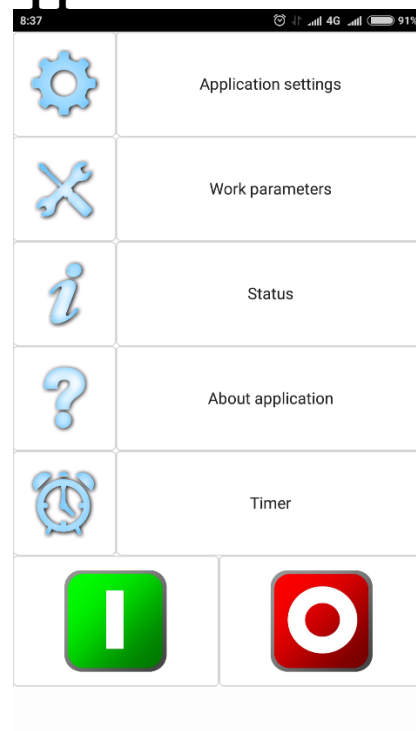 8:37 4G 91%
Application settings
Work parameters
Status
About application
Timer